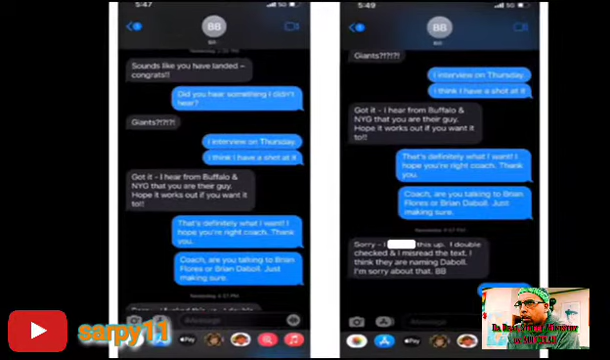 5:47
BB
Sounds like you have landed –
congrats!!
Did you hear something I didn't
hear?
Giants?!?!?!
I interview on Thursday
I think I have a shot at it
Got it - I hear from Buffalo &
NYG that you are their guy.
Hope it works out if you want it
to!!
That's definitely what I want! I
hope you're right coach. Thank
you.
Coach, are you talking to Brian
Flores or Brian Daboll. Just
making sure.
5:49
5G
BB
Giants?!?!?!
I interview on Thursday
I think I have a shot at it
Got it - I hear from Buffalo &
NYG that you are their guy.
Hope it works out if you want it
to!!
That's definitely what I want! I
hope you're right coach. Thank
you.
Coach, are you talking to Brian
Flores or Brian Daboll. Just
making sure.
Sorry - I this up. I double
checked & I misread the text. I
think they are naming Daboll.
I'm sorry about that. BB
iMessage
Pay
Pay
sarpy11